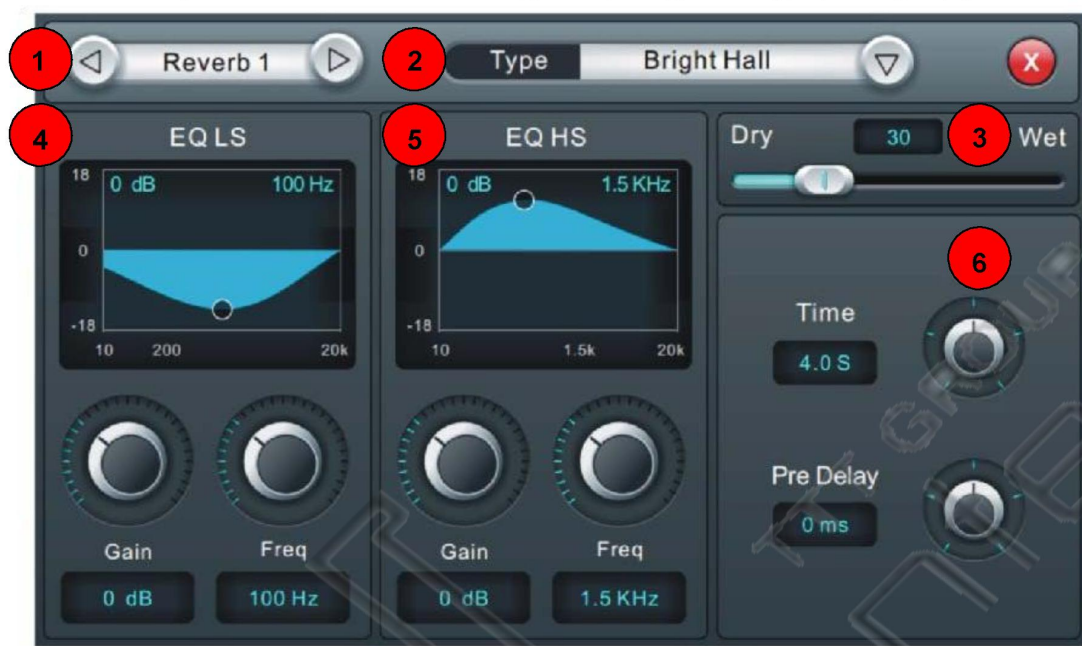 1 Reverb 1 2 Type Bright Hall X
4 EQ LS
18 0 dB 100 Hz
0
-18
10 200 20k
Gain Freq
0 dB 100 Hz
5 EQ HS
18 0 dB 1.5 KHz
0
-18
10 1.5k 20k
Gain Freq
0 dB 1.5 KHz
Dry 30 3 Wet
6
Time
4.0 S
Pre Delay
0 ms